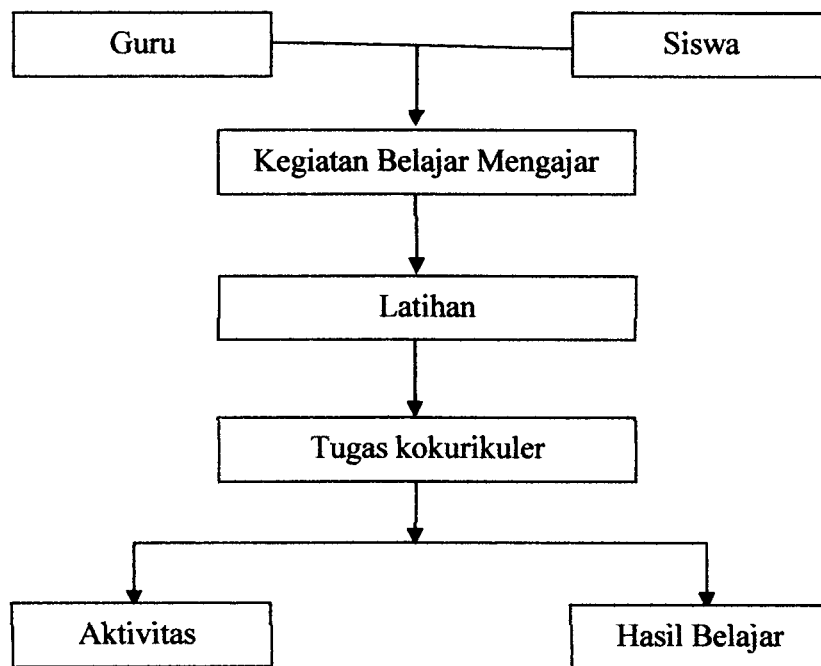 Guru
Siswa
Kegiatan Belajar Mengajar
Latihan
Tugas kokurikuler
Aktivitas
Hasil Belajar